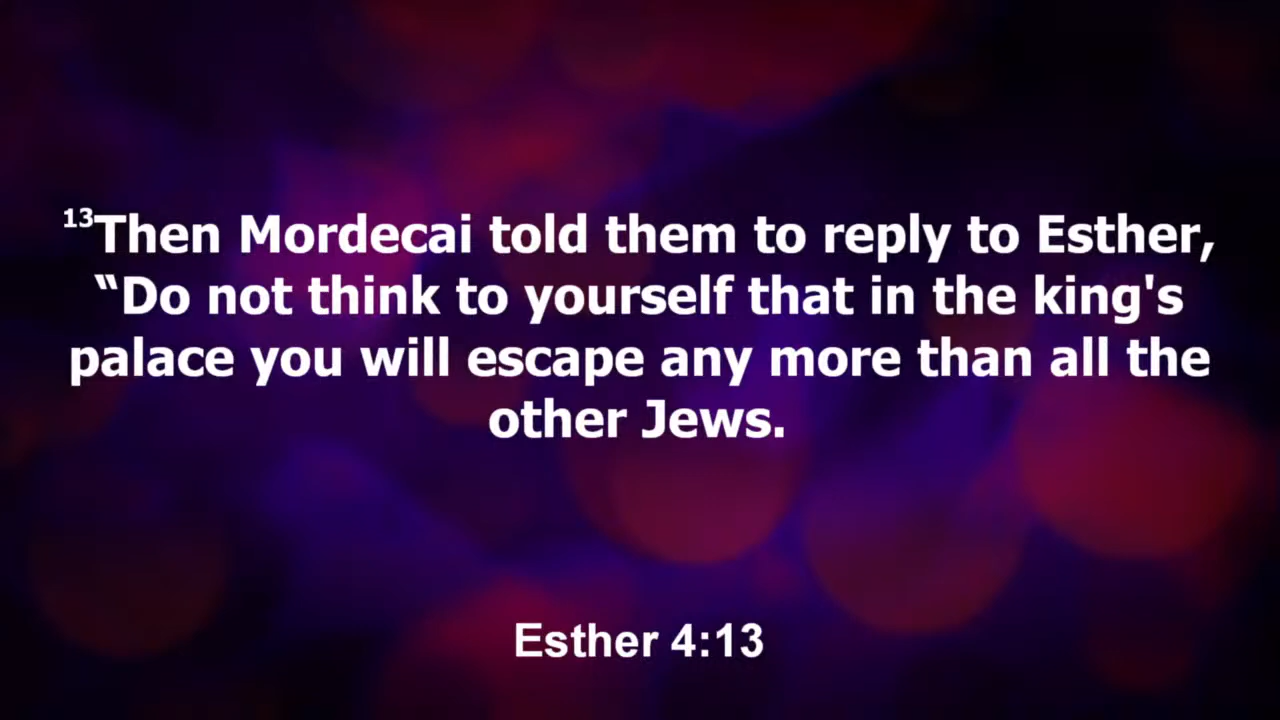 13Then Mordecai told them to reply to Esther,
“Do not think to yourself that in the king's
palace you will escape any more than all the
other Jews.
Esther 4:13